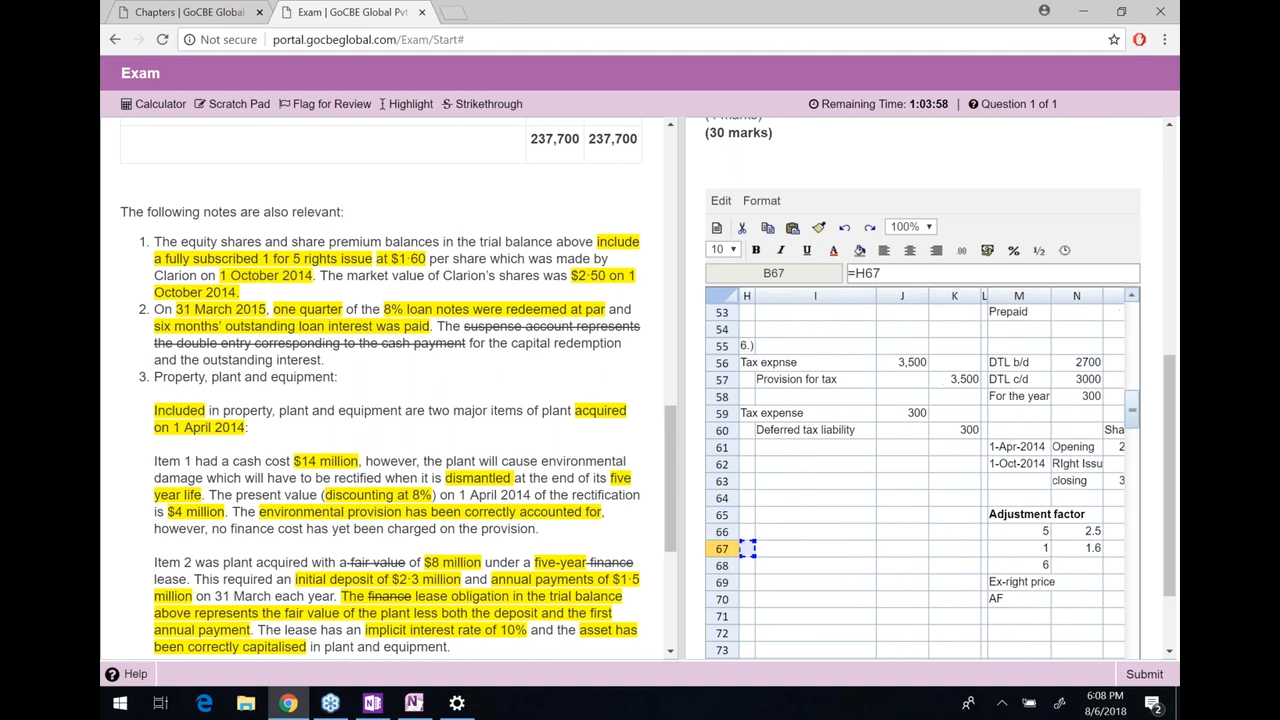 Chapters | GoCBE Global
Exam | GoCBE Global Pvt
Not secure
portal.gocbeglobal.com/Exam/Start#
Exam
Calculator
Scratch Pad
Flag for Review
Highlight
Strikethrough
Remaining Time: 1:03:58
Question 1 of 1
237,700 237,700
The following notes are also relevant:
1. The equity shares and share premium balances in the trial balance above include
a fully subscribed 1 for 5 rights issue at $1·60 per share which was made by
Clarion on 1 October 2014. The market value of Clarion's shares was $2·50 on 1
October 2014.
2. On 31 March 2015, one quarter of the 8% loan notes were redeemed at par and
six months' outstanding loan interest was paid. The suspense account represents
the double entry corresponding to the cash payment for the capital redemption
and the outstanding interest.
3. Property, plant and equipment:
Included in property, plant and equipment are two major items of plant acquired
on 1 April 2014:
Item 1 had a cash cost $14 million, however, the plant will cause environmental
damage which will have to be rectified when it is dismantled at the end of its five
year life. The present value (discounting at 8%) on 1 April 2014 of the rectification
is $4 million. The environmental provision has been correctly accounted for,
however, no finance cost has yet been charged on the provision.
Item 2 was plant acquired with a fair value of $8 million under a five-year finance
lease. This required an initial deposit of $2·3 million and annual payments of $1·5
million on 31 March each year. The finance lease obligation in the trial balance
above represents the fair value of the plant less both the deposit and the first
annual payment. The lease has an implicit interest rate of 10% and the asset has
been correctly capitalised in plant and equipment.
(30 marks)
Edit Format
100%
10 B I U A % 1/2
B67 =H67
H I J K L M N
53 Prepaid
54
55 6.)
56 Tax expnse 3,500 DTL b/d 2700
57 Provision for tax 3,500 DTL c/d 3000
58 For the year 300
59 Tax expense 300
60 Deferred tax liability 300 Sha
61 1-Apr-2014 Opening 2
62 1-Oct-2014 RIght Issu
63 closing 3
64
65 Adjustment factor
66 5 2.5
67 1 1.6
68 6
69 Ex-right price
70 AF
71
72
73
Help
Submit
6:08 PM
8/6/2018
2